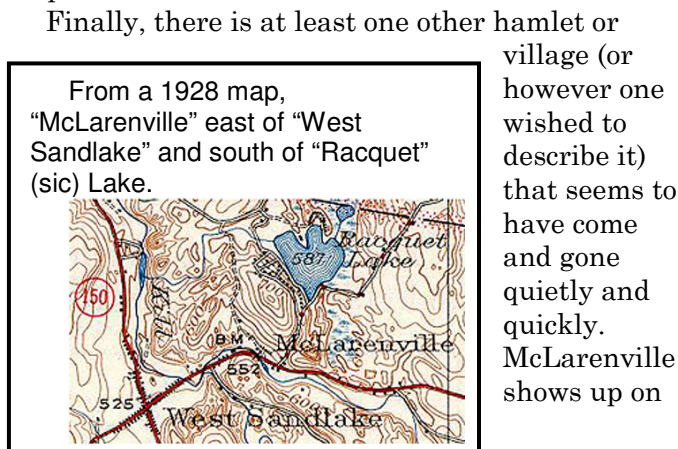 Finally, there is at least one other hamlet or
village (or
however one
wished to
describe it)
that seems to
have come
and gone
quietly and
quickly.
McLarenville
shows up on
From a 1928 map,
“McLarenville” east of “West
Sandlake” and south of “Racquet”
(sic) Lake.
Racquet
Lake
587
150
Kill
BM
552
McLarenville
525
West Sandlake